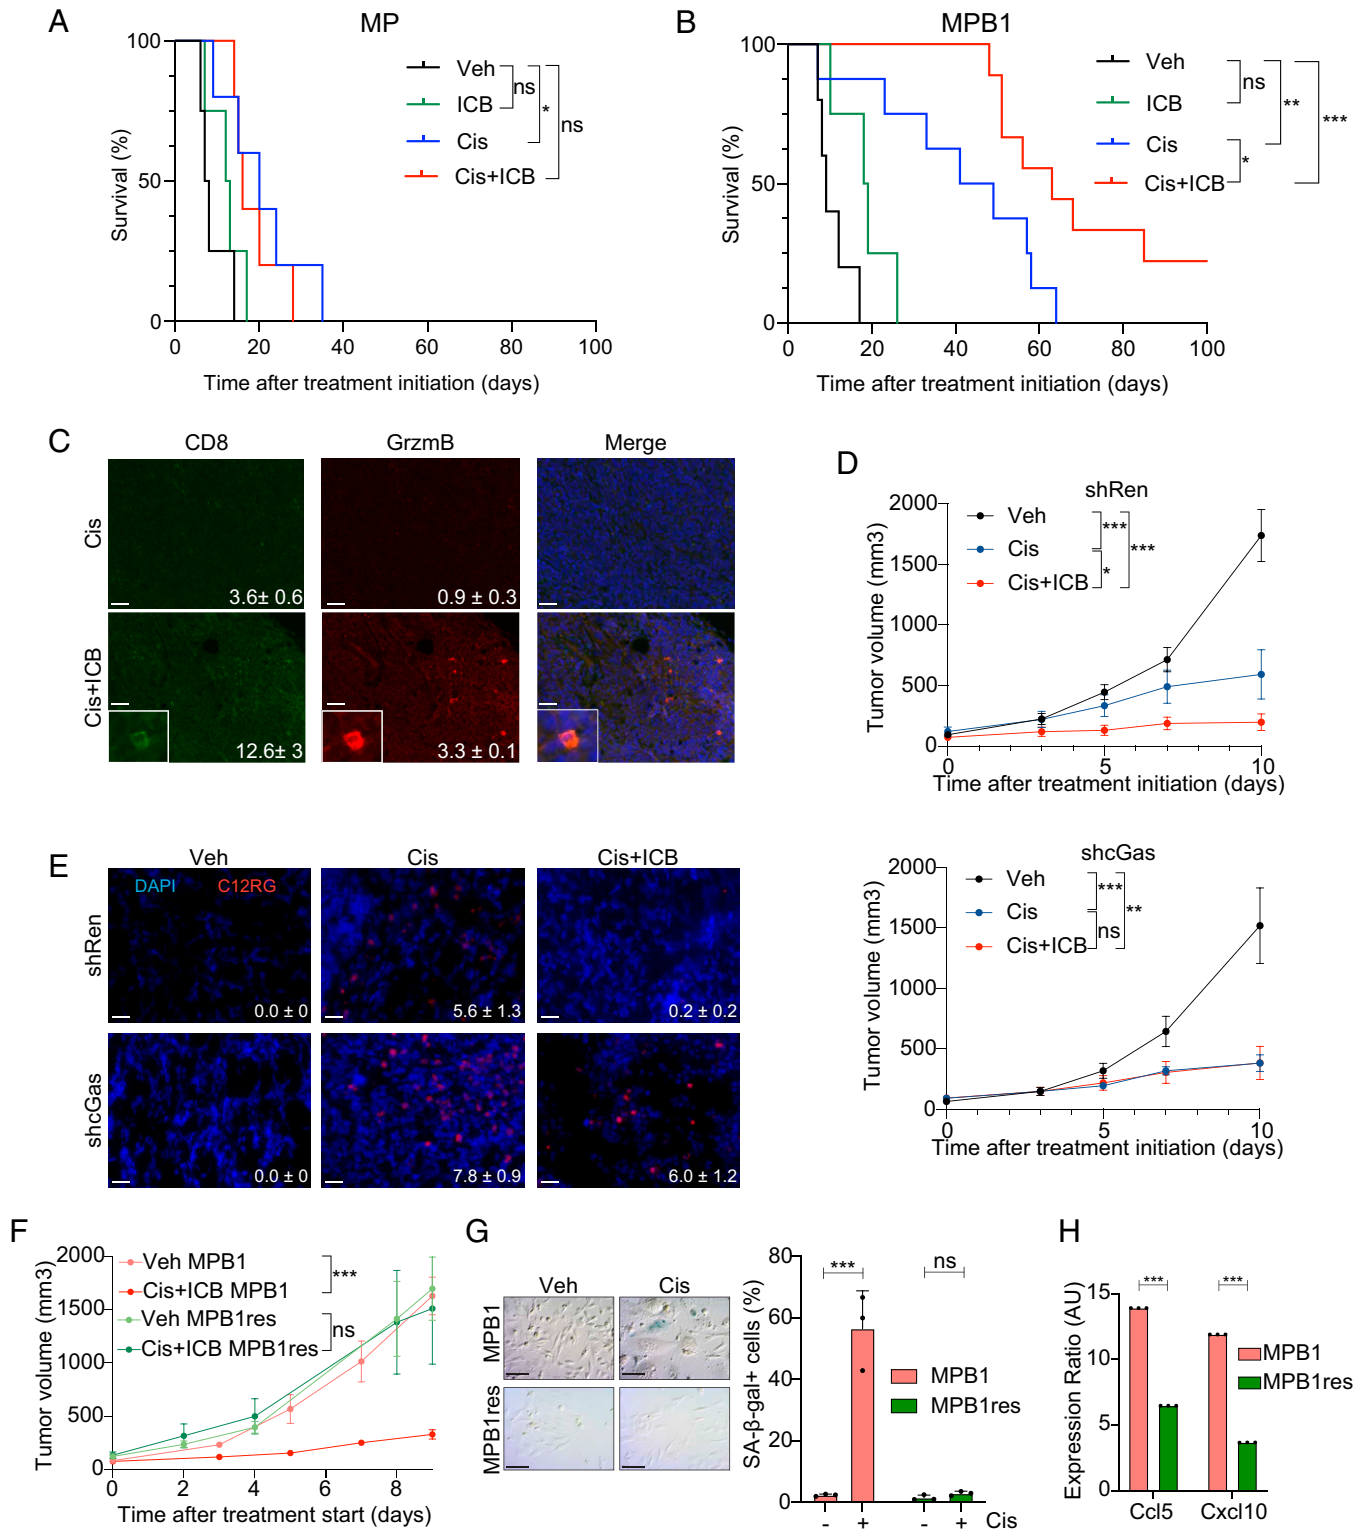 A
MP
Survival (%)
100
50
0
0 20 40 60 80 100
Time after treatment initiation (days)
Veh
ICB
Cis
Cis+ICB
ns
*
ns
B
MPB1
Survival (%)
100
50
0
0 20 40 60 80 100
Time after treatment initiation (days)
Veh
ICB
Cis
Cis+ICB
ns
*
**
***
C
CD8 GrzmB Merge
Cis
3.6± 0.6
0.9 ± 0.3
Cis+ICB
12.6± 3
3.3 ± 0.1
D
shRen
Tumor volume (mm3)
2000
1500
1000
500
0
0 5 10
Time after treatment initiation (days)
Veh
Cis
Cis+ICB
***
*
***
shcGas
Tumor volume (mm3)
2000
1500
1000
500
0
0 5 10
Time after treatment initiation (days)
Veh
Cis
Cis+ICB
***
ns
**
E
Veh Cis Cis+ICB
DAPI C12RG
shRen
0.0 ± 0
5.6 ± 1.3
0.2 ± 0.2
shcGas
0.0 ± 0
7.8 ± 0.9
6.0 ± 1.2
F
Tumor volume (mm3)
2000
1500
1000
500
0
0 2 4 6 8
Time after treatment start (days)
Veh MPB1
Cis+ICB MPB1
Veh MPB1res
Cis+ICB MPB1res
***
ns
G
Veh Cis
MPB1
MPB1res
SA-β-gal+ cells (%)
80
60
40
20
0
*** ns
MPB1
MPB1res
- + - + Cis
H
Expression Ratio (AU)
15
10
5
0
*** ***
MPB1
MPB1res
Ccl5 Cxcl10